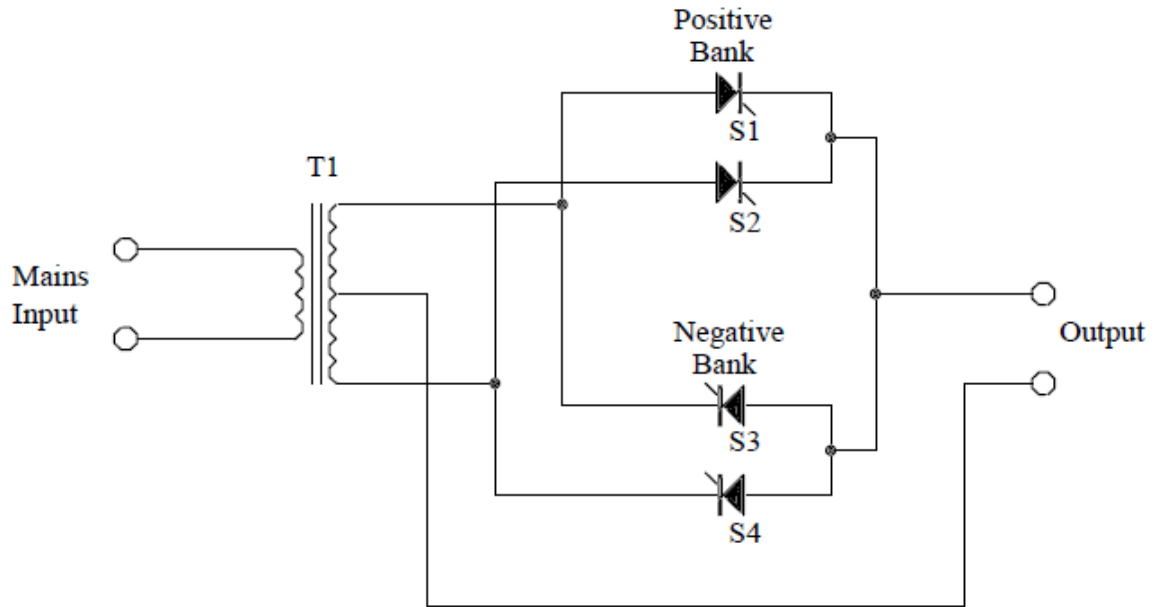 Positive
Bank
S1
T1
S2
Mains
Input
Negative
Bank
Output
S3
S4